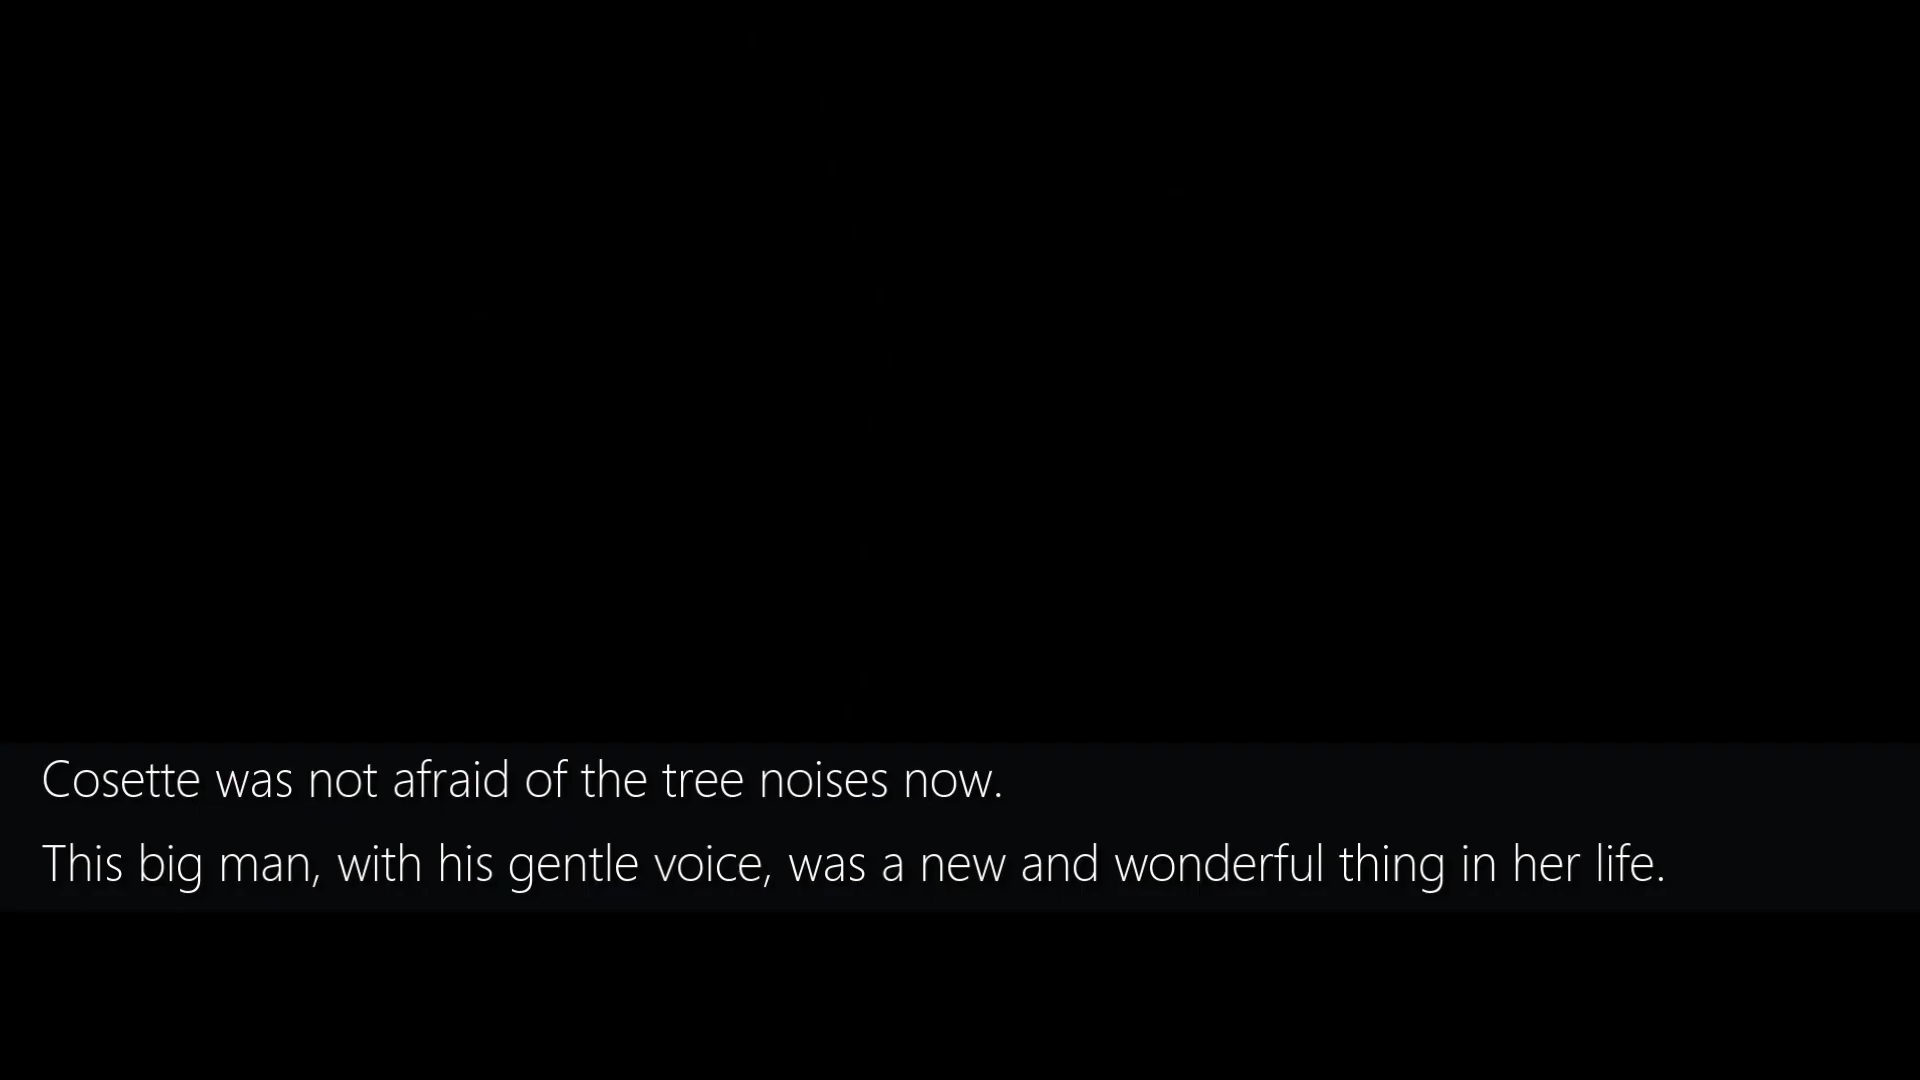 Cosette was not afraid of the tree noises now.
This big man, with his gentle voice, was a new and wonderful thing in her life.